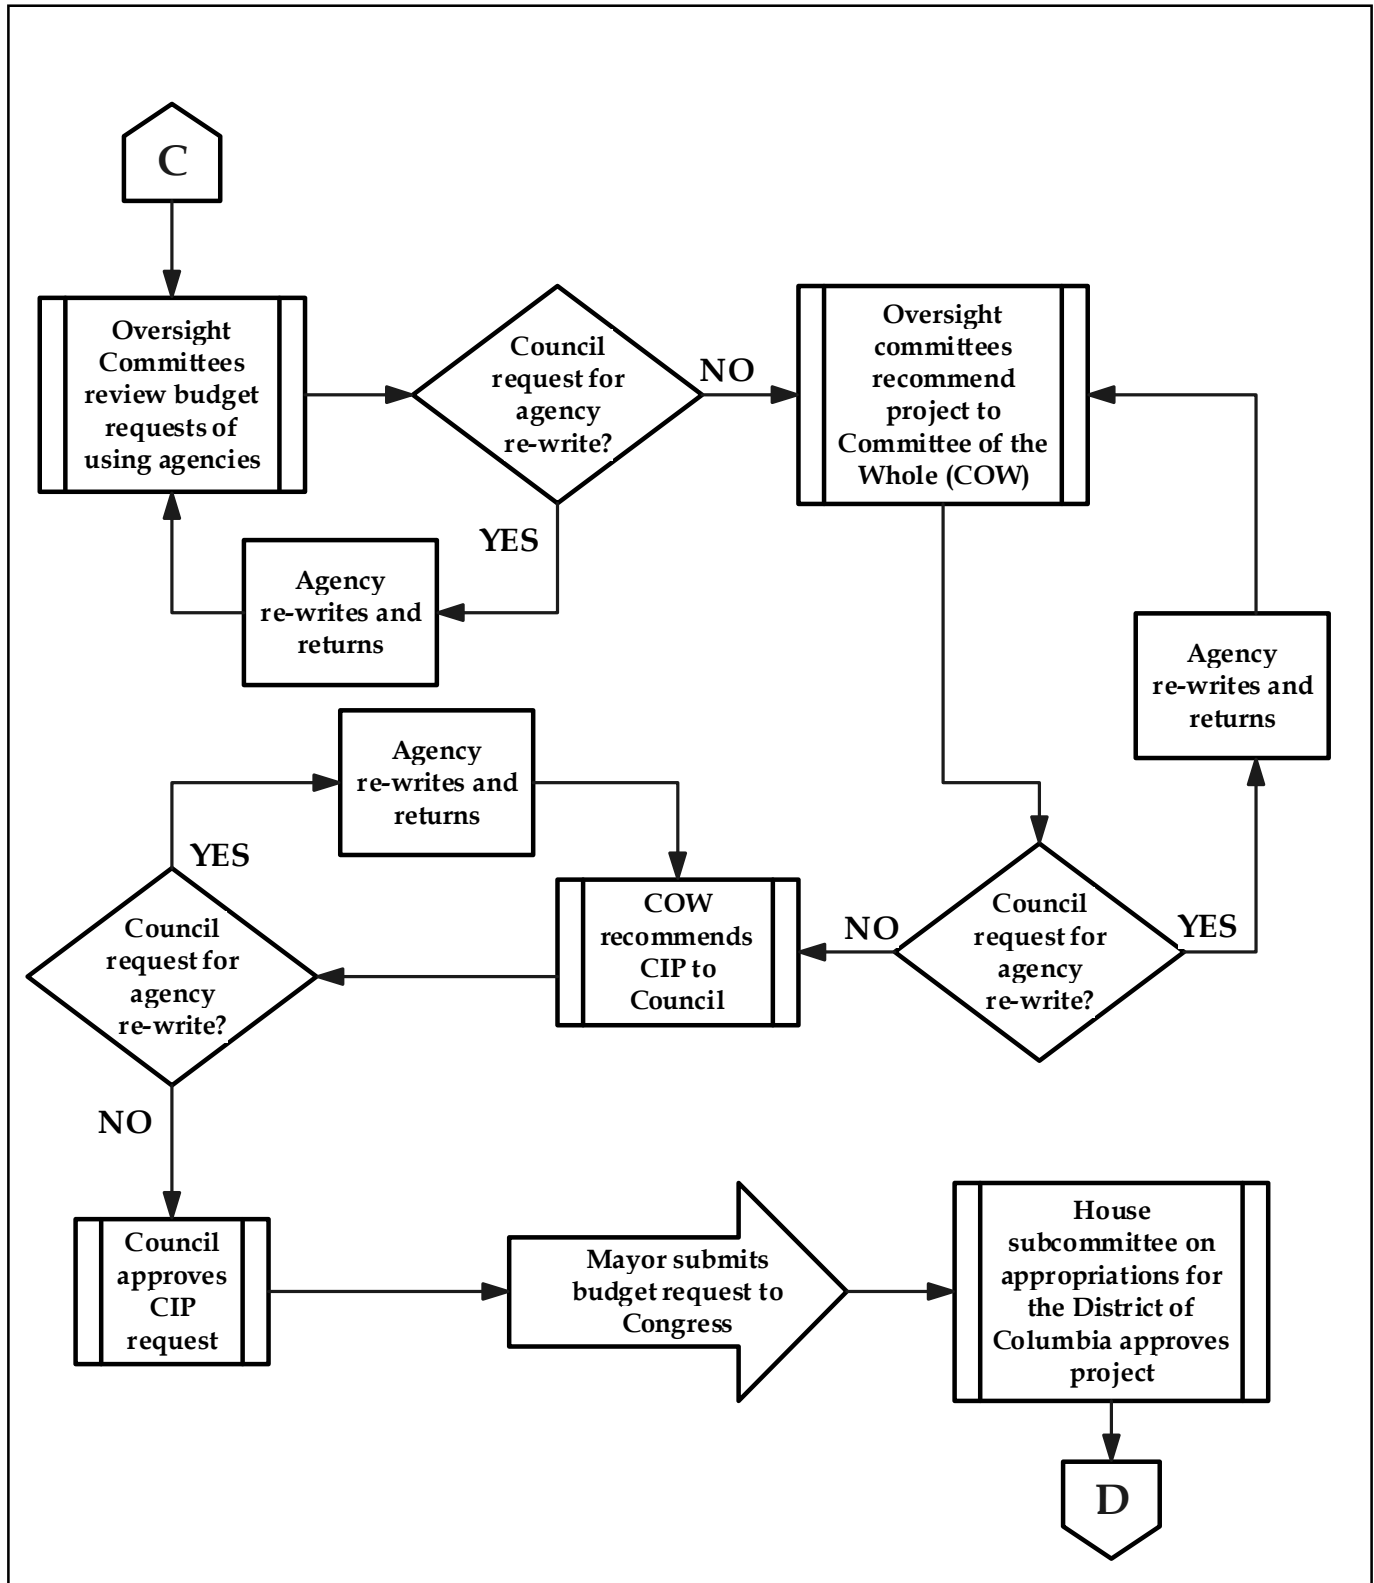 C
Oversight
Committees
review budget
requests of
using agencies
Council
request for
agency
re-write?
NO
Oversight
committees
recommend
project to
Committee of the
Whole (COW)
YES
Agency
re-writes and
returns
Agency
re-writes and
returns
Agency
re-writes and
returns
YES
Council
request for
agency
re-write?
COW
recommends
CIP to
Council
NO
Council
request for
agency
re-write?
YES
NO
Council
approves
CIP
request
Mayor submits
budget request to
Congress
House
subcommittee on
appropriations for
the District of
Columbia approves
project
D